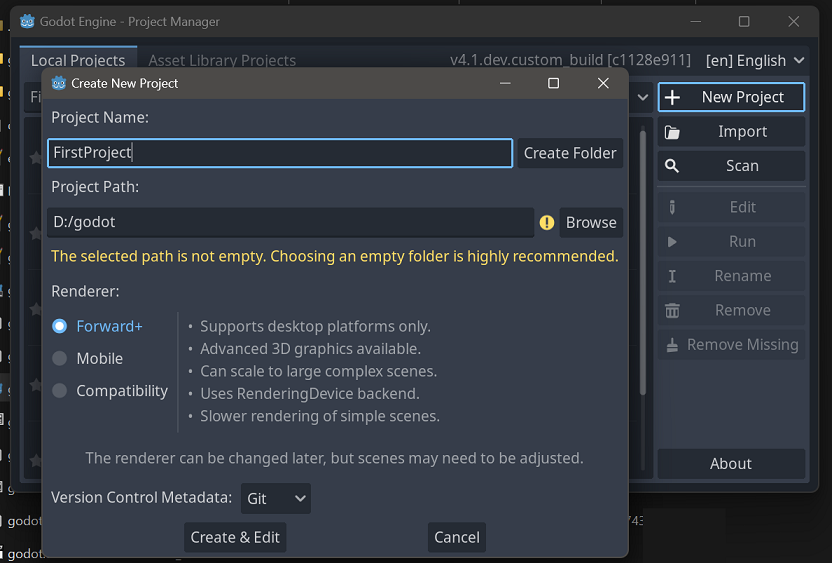 Godot Engine - Project Manager
Local Projects
Asset Library Projects
v4.1.dev.custom_build [c1128e911]
[en] English
Create New Project
Fi
New Project
Project Name:
Import
FirstProject
Create Folder
Scan
Project Path:
Edit
D:/godot
Browse
Run
The selected path is not empty. Choosing an empty folder is highly recommended.
Rename
Renderer:
Remove
Forward+
• Supports desktop platforms only.
Remove Missing
• Advanced 3D graphics available.
Mobile
• Can scale to large complex scenes.
Compatibility
• Uses RenderingDevice backend.
• Slower rendering of simple scenes.
The renderer can be changed later, but scenes may need to be adjusted.
About
Version Control Metadata:
Git
Create & Edit
Cancel
godot
godot